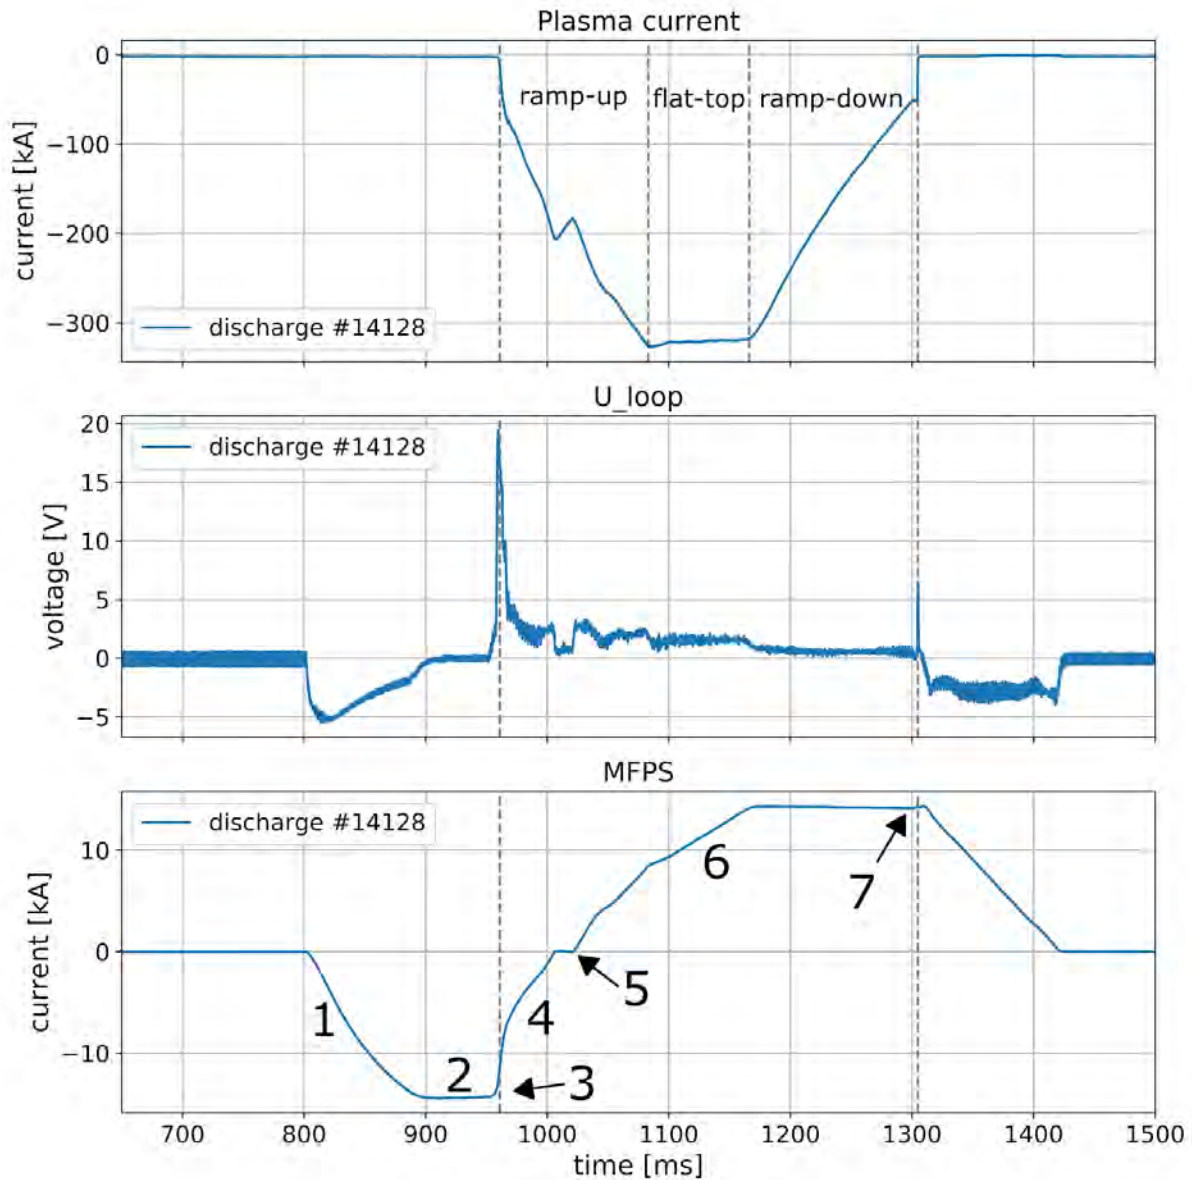 Plasma current
0
−100
−200
−300
current [kA]
ramp-up
flat-top
ramp-down
discharge #14128
U_loop
20
15
10
5
0
−5
voltage [V]
discharge #14128
MFPS
10
0
−10
current [kA]
discharge #14128
1
2
3
4
5
6
7
700 800 900 1000 1100 1200 1300 1400 1500
time [ms]